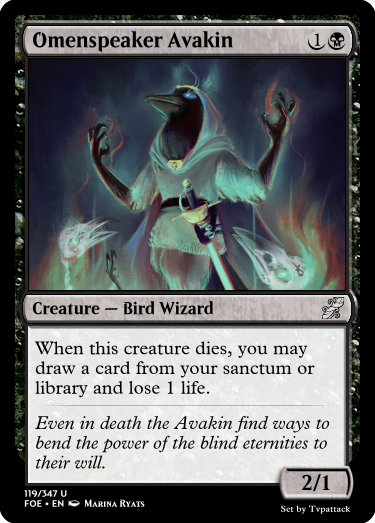 Omenspeaker Avakin 1
Creature — Bird Wizard
When this creature dies, you may
draw a card from your sanctum or
library and lose 1 life.
Even in death the Avakin find ways to
bend the power of the blind eternities to
their will.
2/1
119/347 U
FOE • EN Marina Ryats
Set by Tvpattack